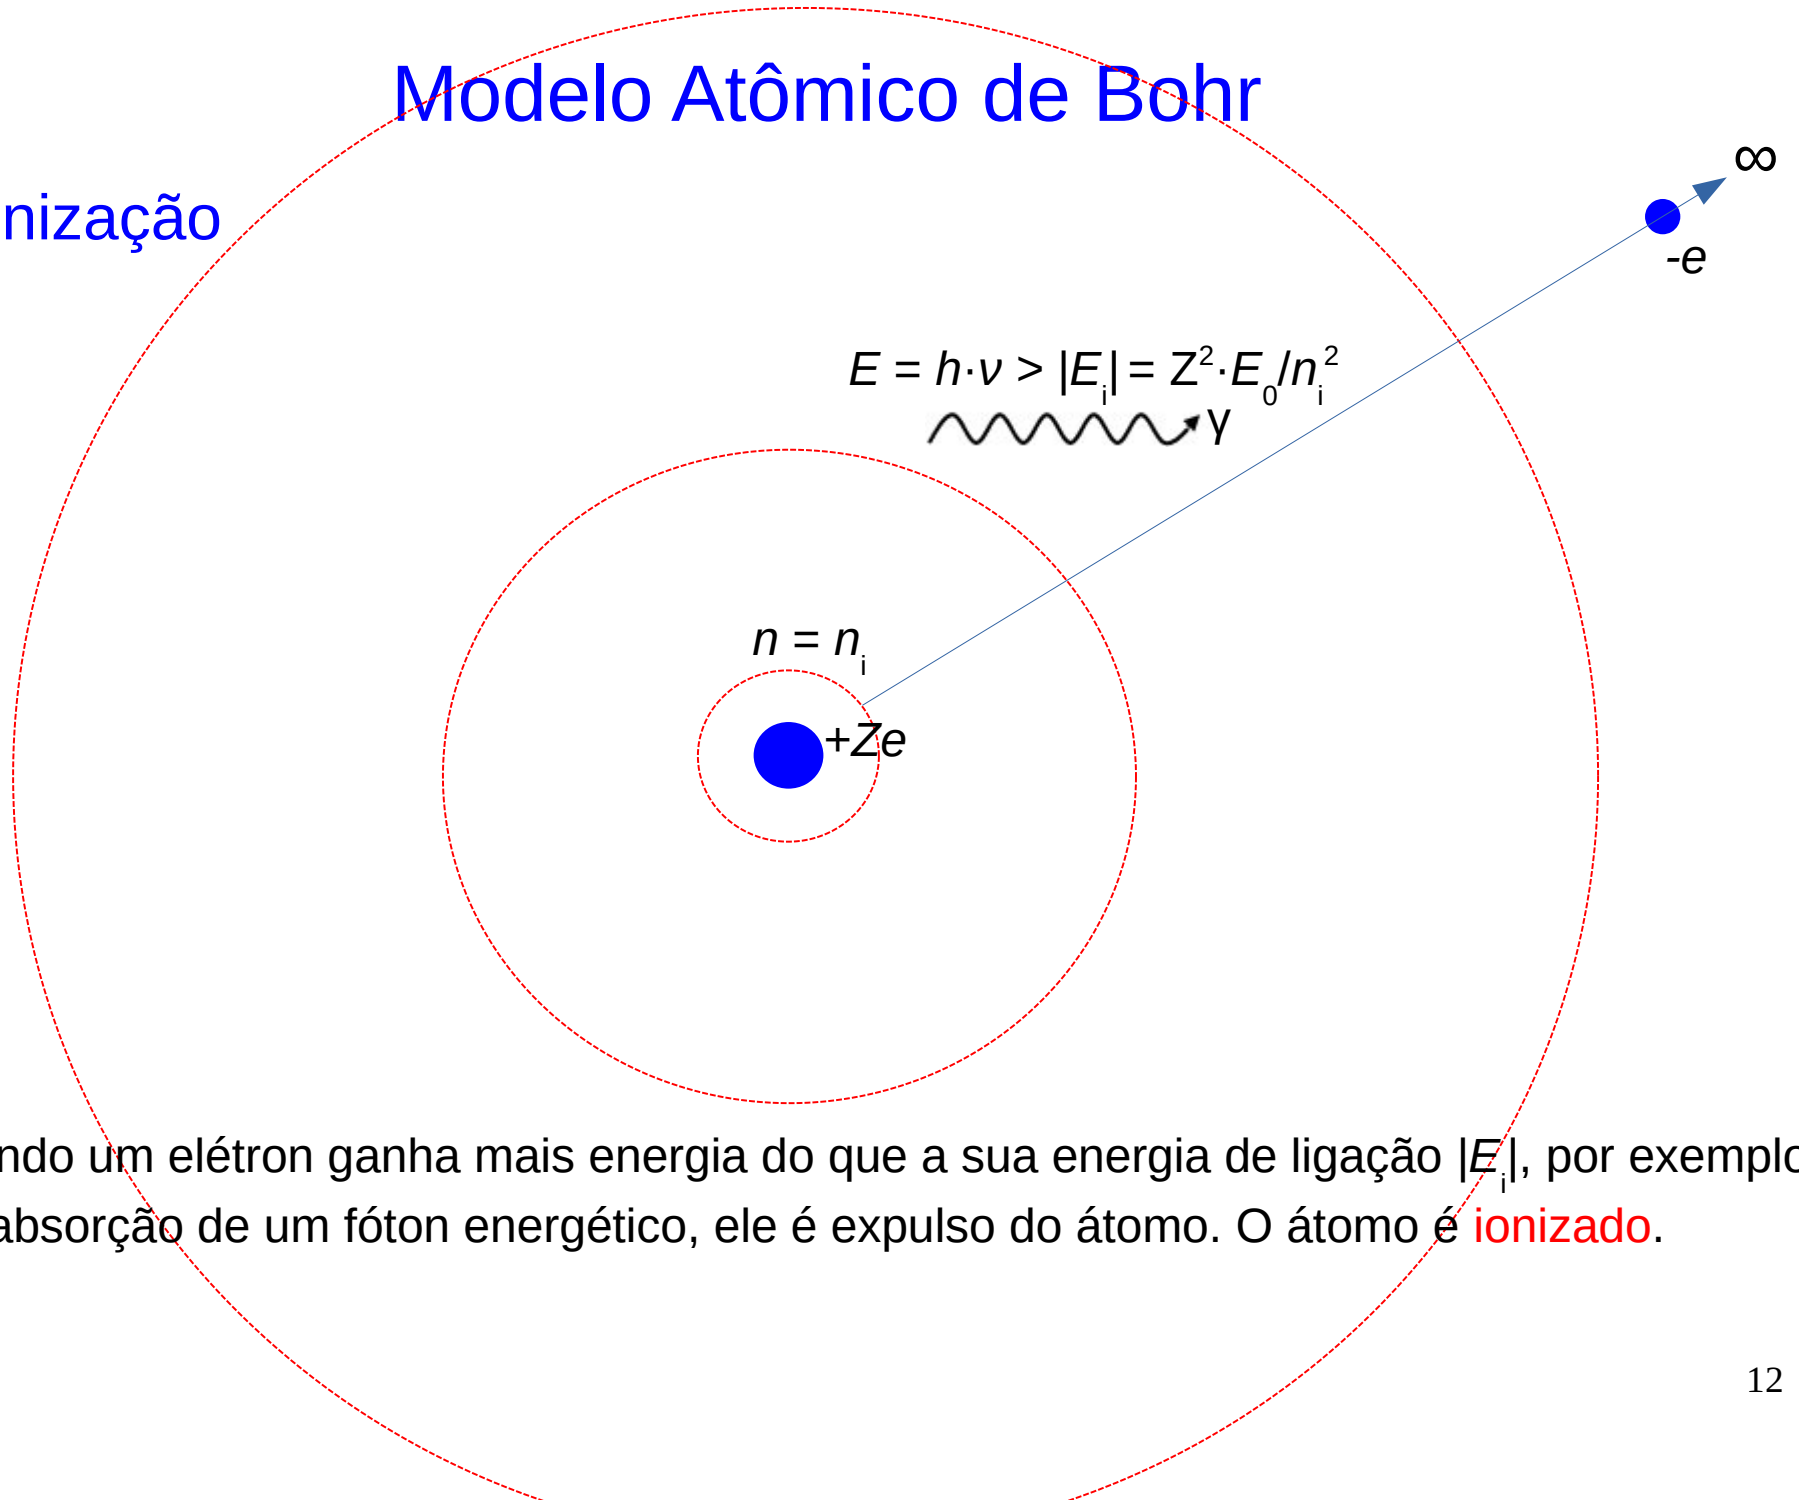 Modelo Atômico de Bohr
∞
nização
-e
E = h·ν > |Eᵢ| = Z²·E₀/nᵢ²
γ
n = nᵢ
+Ze
ndo um elétron ganha mais energia do que a sua energia de ligação |Eᵢ|, por exemplo
absorção de um fóton energético, ele é expulso do átomo. O átomo é ionizado.
12